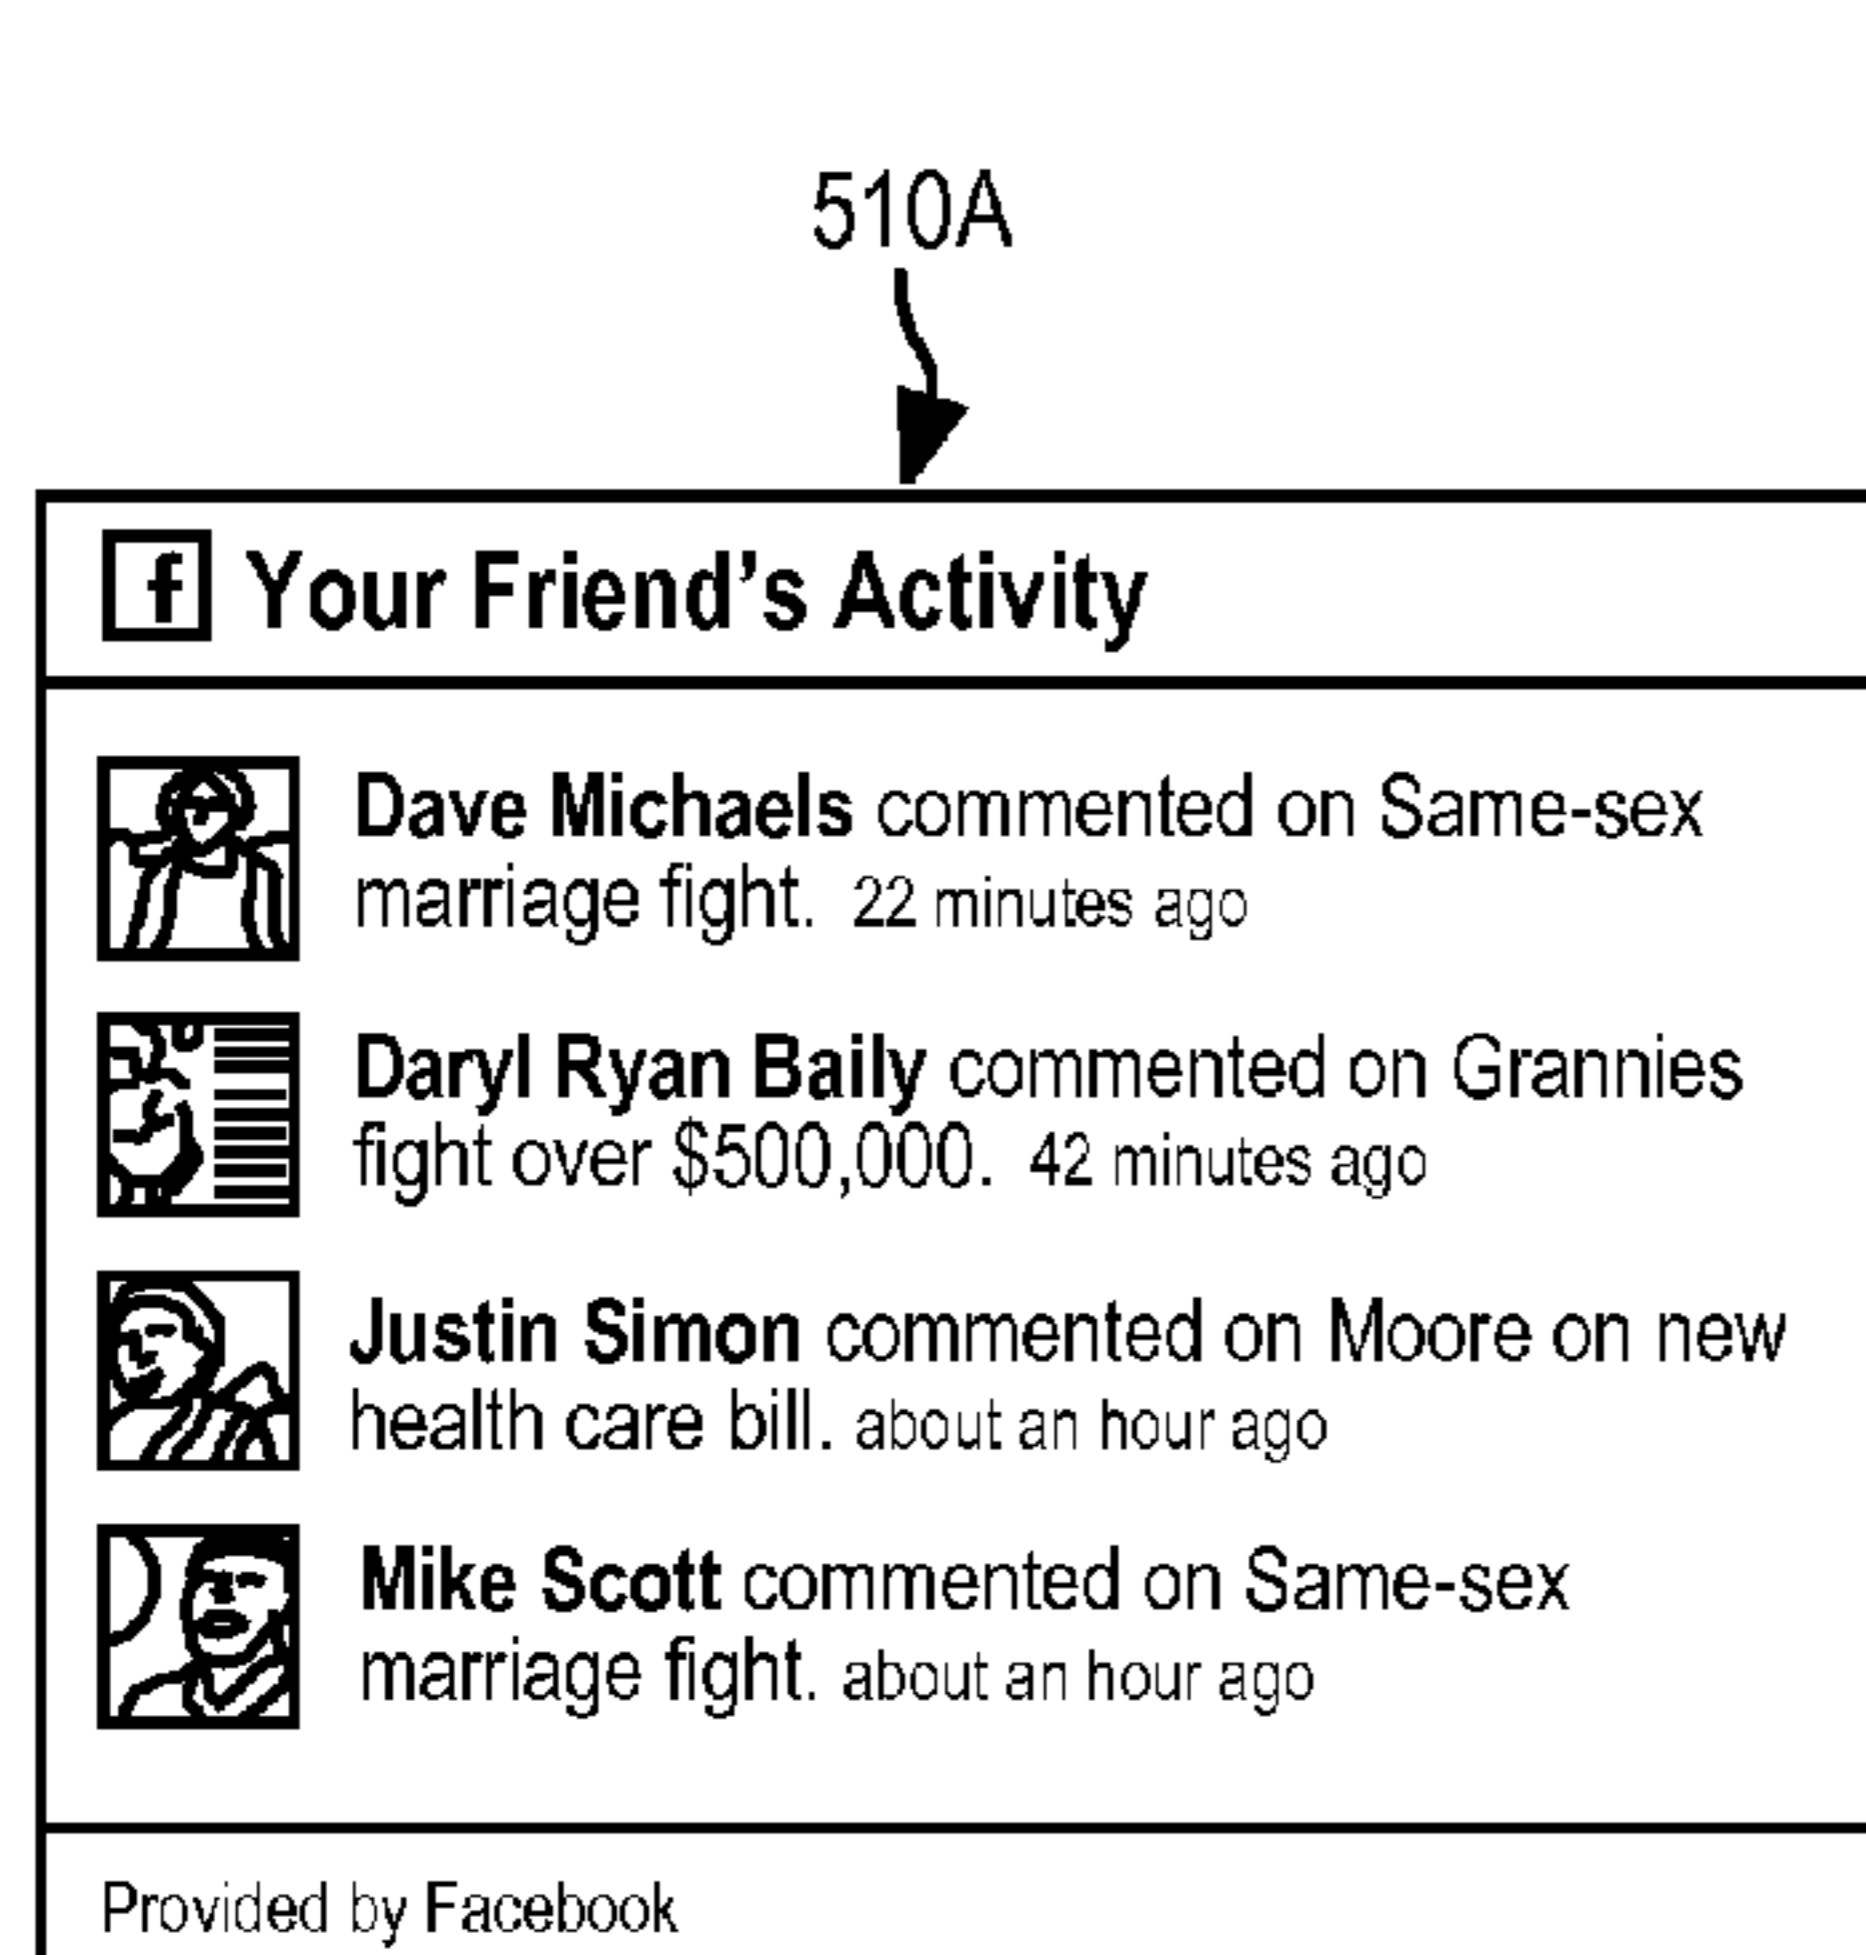 510A
f Your Friend's Activity
Dave Michaels commented on Same-sex
marriage fight. 22 minutes ago
Daryl Ryan Baily commented on Grannies
fight over $500,000. 42 minutes ago
Justin Simon commented on Moore on new
health care bill. about an hour ago
Mike Scott commented on Same-sex
marriage fight. about an hour ago
Provided by Facebook